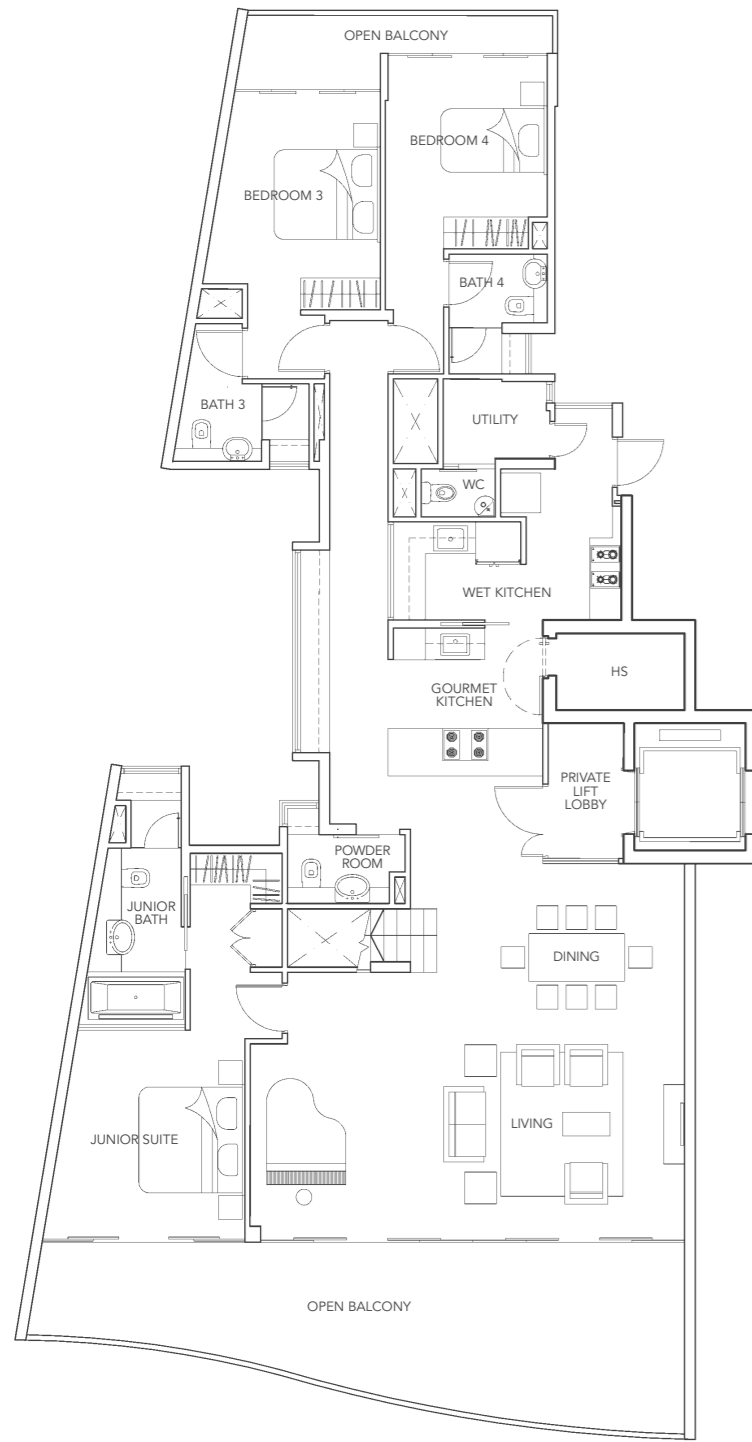 OPEN BALCONY
BEDROOM 4
BEDROOM 3
BATH 4
BATH 3
UTILITY
WC
WET KITCHEN
HS
GOURMET
KITCHEN
PRIVATE
LIFT
LOBBY
POWDER
ROOM
JUNIOR
BATH
DINING
LIVING
JUNIOR SUITE
OPEN BALCONY